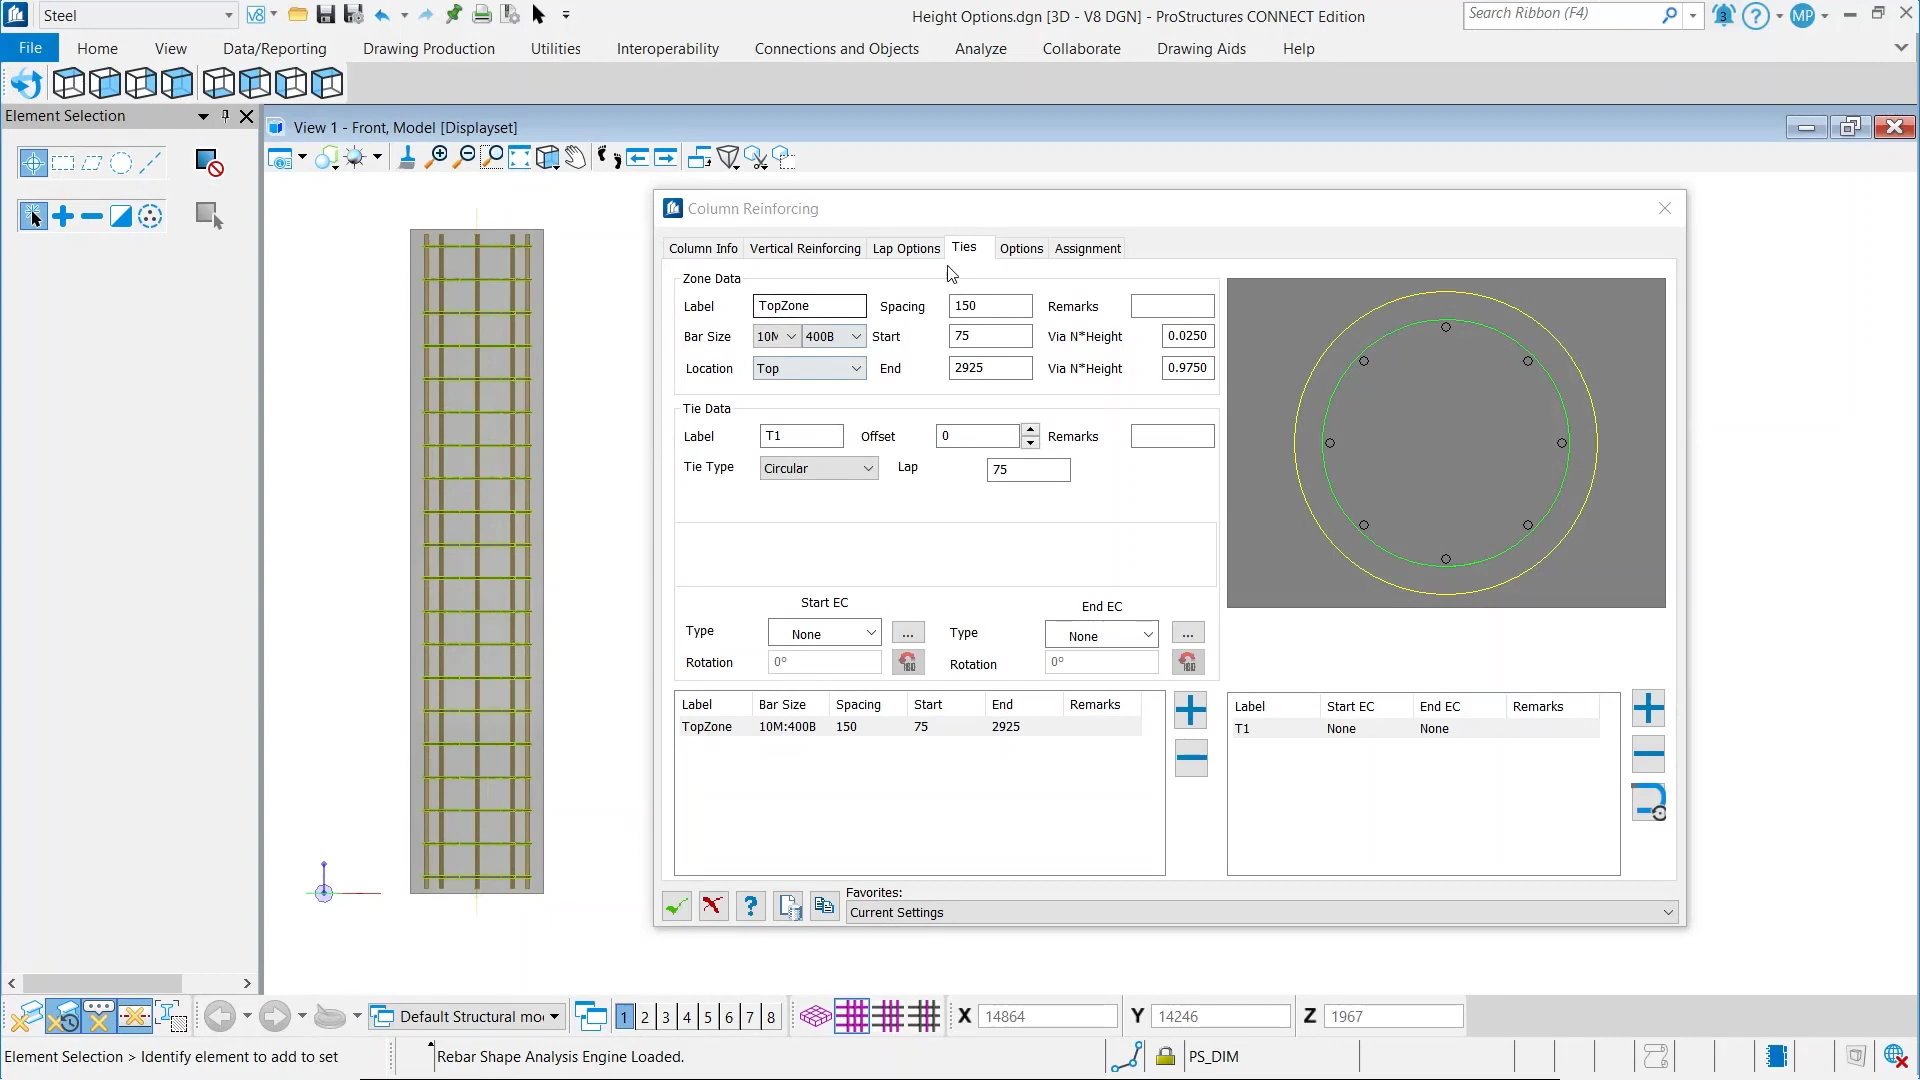 Steel
Height Options.dgn [3D - V8 DGN] - ProStructures CONNECT Edition
Search Ribbon (F4)
3
MP
File Home View Data/Reporting Drawing Production Utilities Interoperability Connections and Objects Analyze Collaborate Drawing Aids Help
Element Selection
View 1 - Front, Model [Displayset]
Column Reinforcing
Column Info Vertical Reinforcing Lap Options Ties Options Assignment
Zone Data
Label TopZone Spacing 150 Remarks
Bar Size 10M 400B Start 75 Via N*Height 0.0250
Location Top End 2925 Via N*Height 0.9750
Tie Data
Label T1 Offset 0 Remarks
Tie Type Circular Lap 75
Start EC End EC
Type None ... Type None ...
Rotation 0° 180 Rotation 0° 180
Label Bar Size Spacing Start End Remarks
TopZone 10M:400B 150 75 2925
Label Start EC End EC Remarks
T1 None None
Favorites:
Current Settings
Default Structural mo
1 2 3 4 5 6 7 8
X 14864 Y 14246 Z 1967
Element Selection > Identify element to add to set
Rebar Shape Analysis Engine Loaded.
PS_DIM